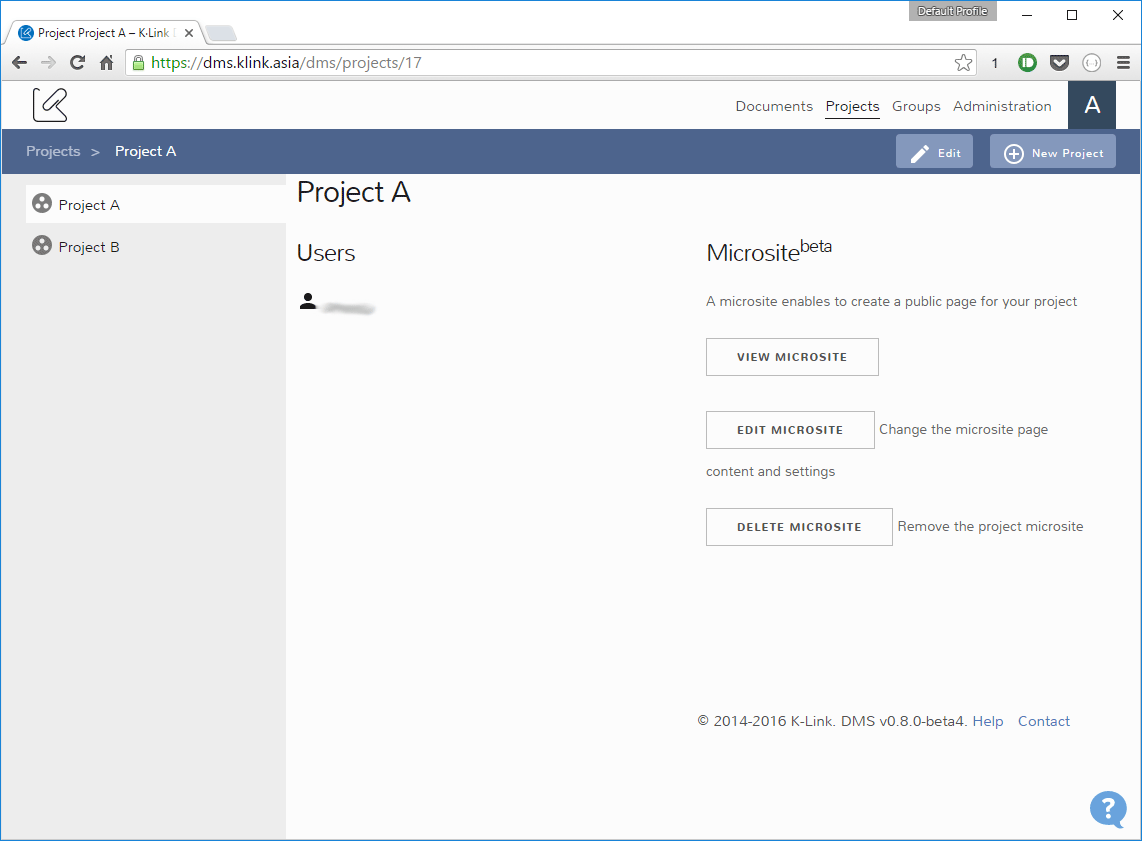 Default Profile
Project Project A – K-Link
https://dms.klink.asia/dms/projects/17
1
Documents Projects Groups Administration A
Projects > Project A Edit New Project
Project A
Project B
Project A
Users
Microsite beta
A microsite enables to create a public page for your project
VIEW MICROSITE
EDIT MICROSITE Change the microsite page
content and settings
DELETE MICROSITE Remove the project microsite
© 2014-2016 K-Link. DMS v0.8.0-beta4. Help Contact
?